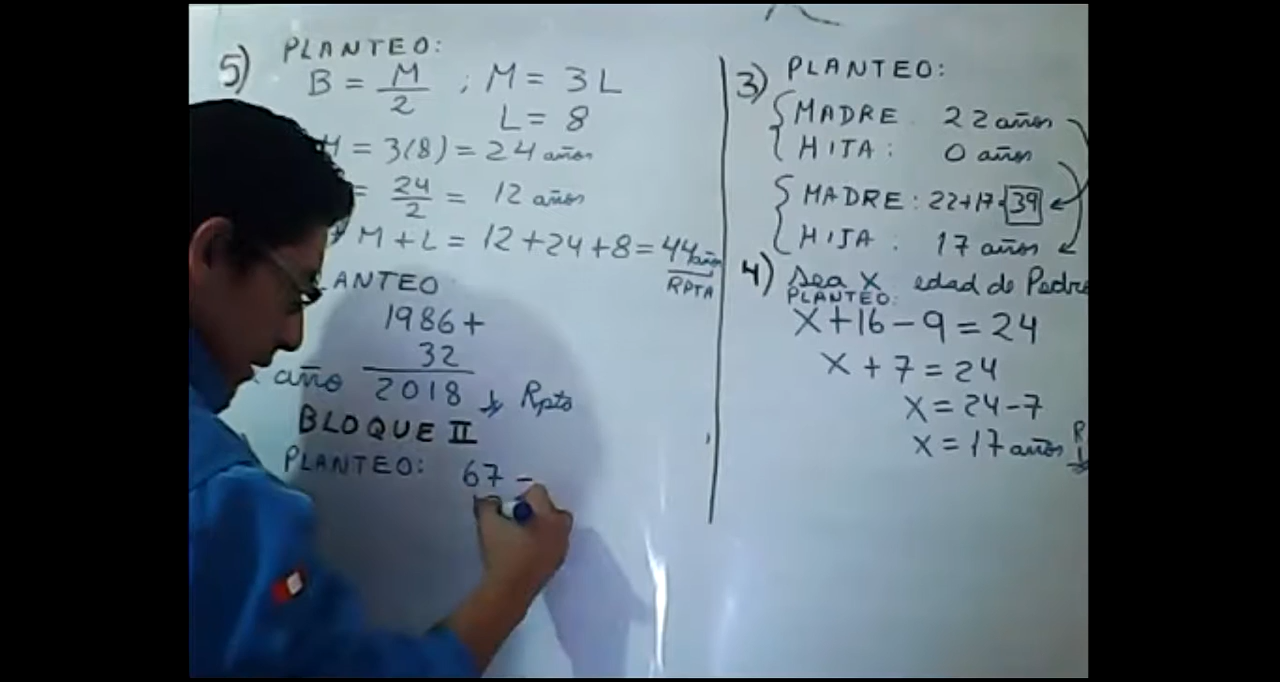 5) PLANTEO:
B = M/2 ; M = 3L
L = 8
M = 3(8) = 24 años
= 24/2 = 12 años
+ M + L = 12 + 24 + 8 = 44 años
RPTA
LANTEO
1986 +
32
año 2018 Rpta
BLOQUE II
PLANTEO: 67 -
3) PLANTEO:
MADRE 22 años
HIJA : 0 años
MADRE : 22+17 = 39
HIJA : 17 años
4) Sea X edad de Pedro
PLANTEO:
X + 16 - 9 = 24
X + 7 = 24
X = 24 - 7
X = 17 años R